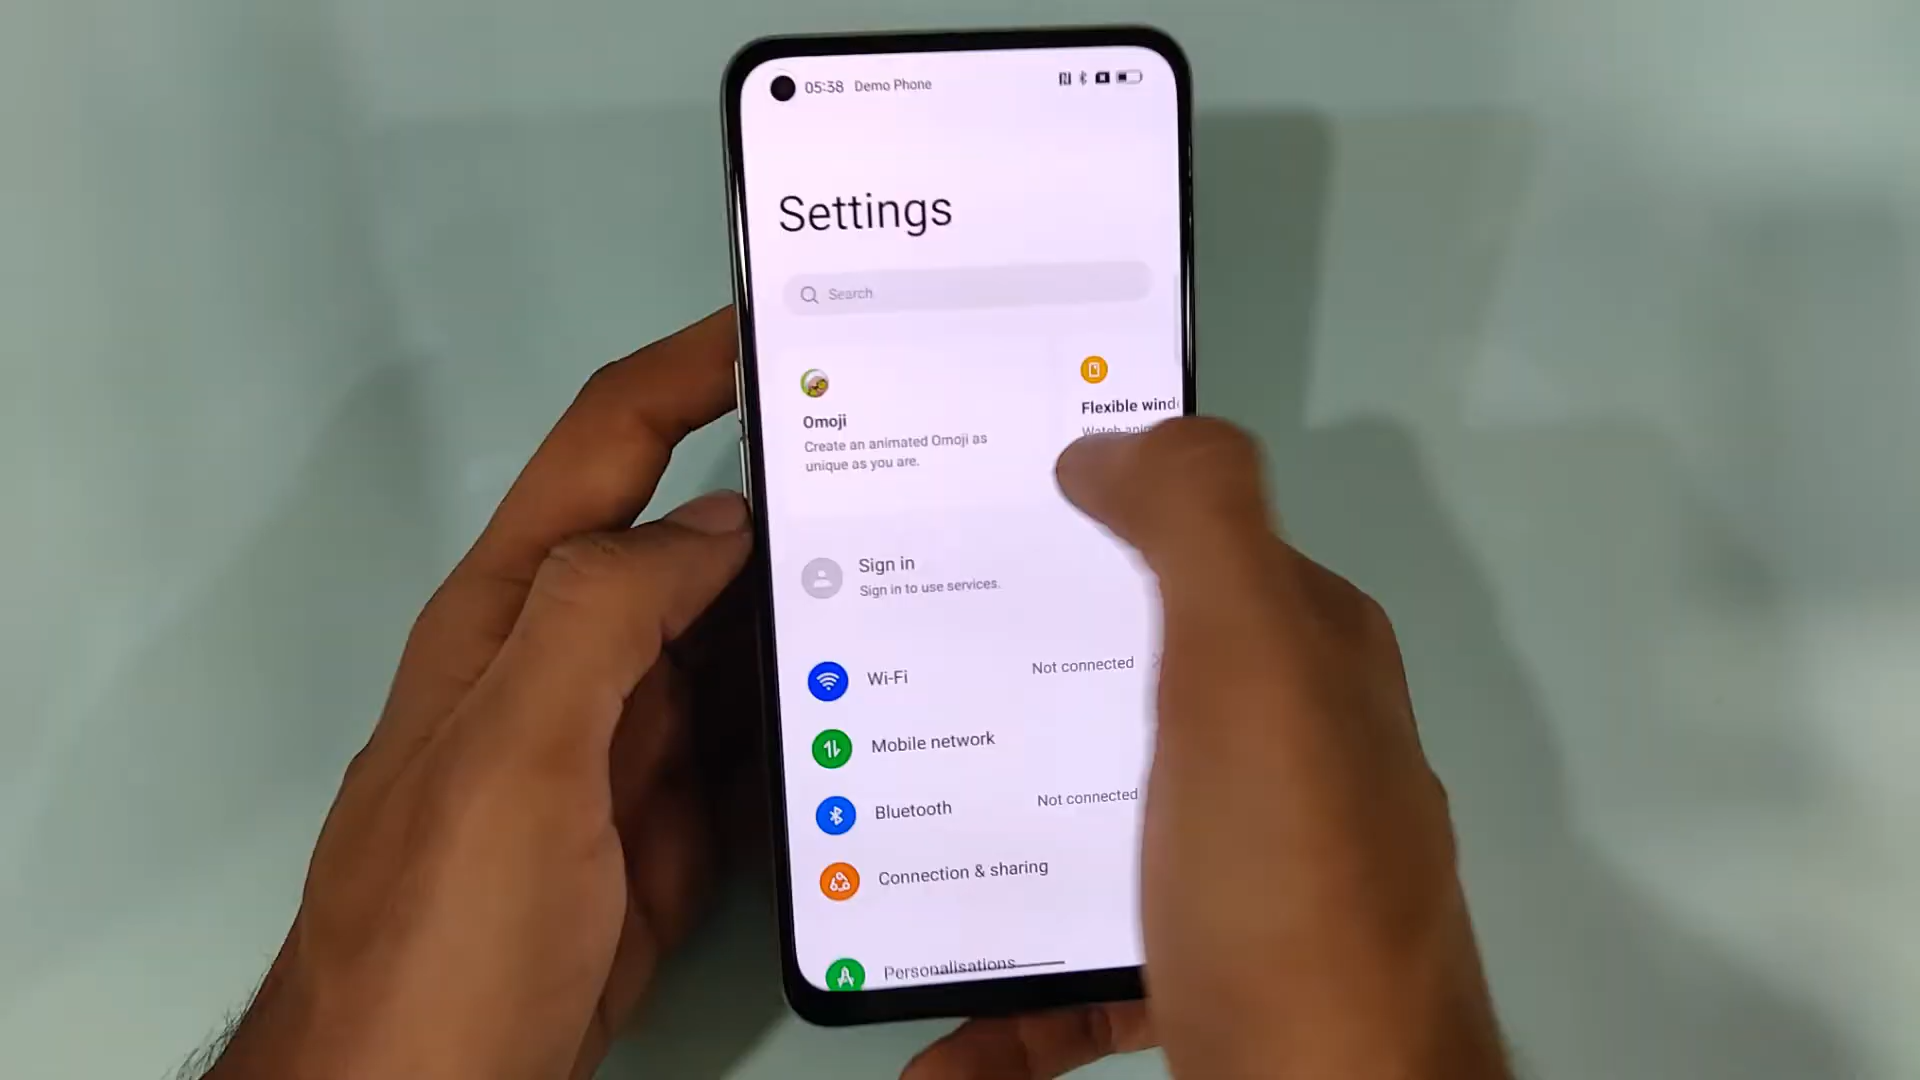 05:38 Demo Phone
Settings
Search
Omoji
Create an animated Omoji as
unique as you are.
Flexible
Watch
Sign in
Sign in to use services.
Wi-Fi Not connected
Mobile network
Bluetooth Not connected
Connection & sharing
Personalisations